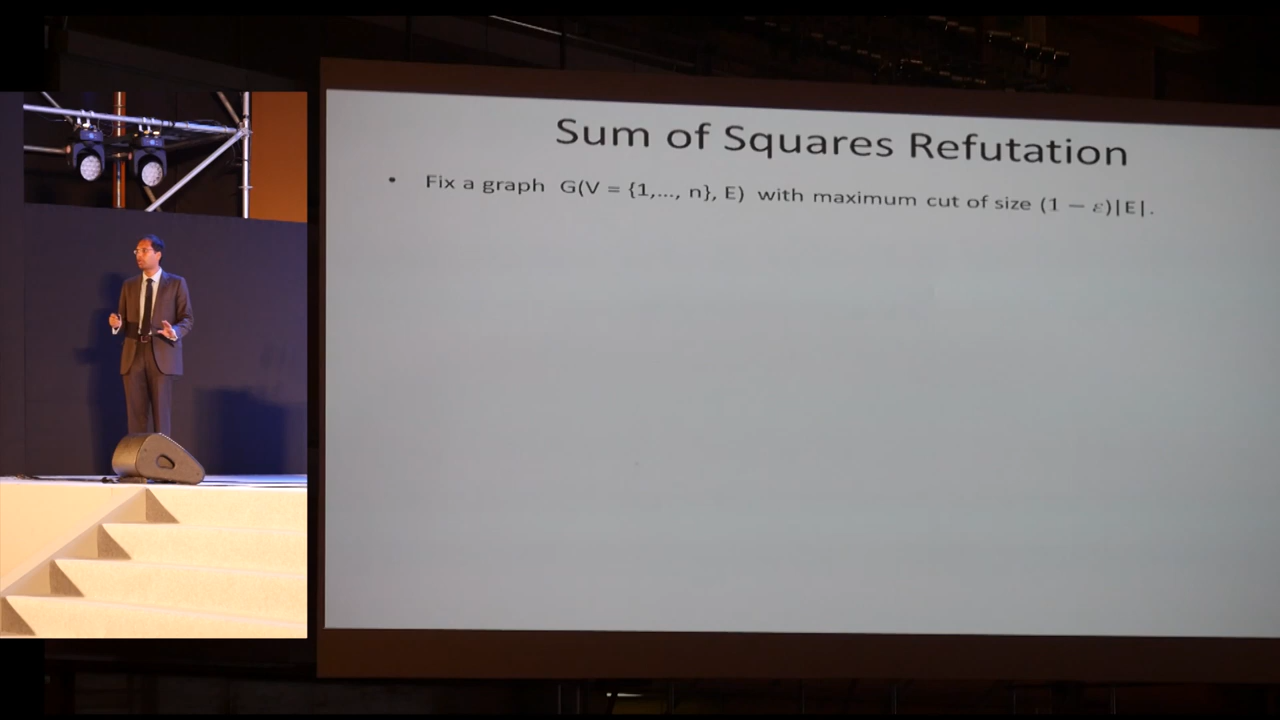 Sum of Squares Refutation
• Fix a graph G(V = {1,..., n}, E) with maximum cut of size (1 − ε)|E|.